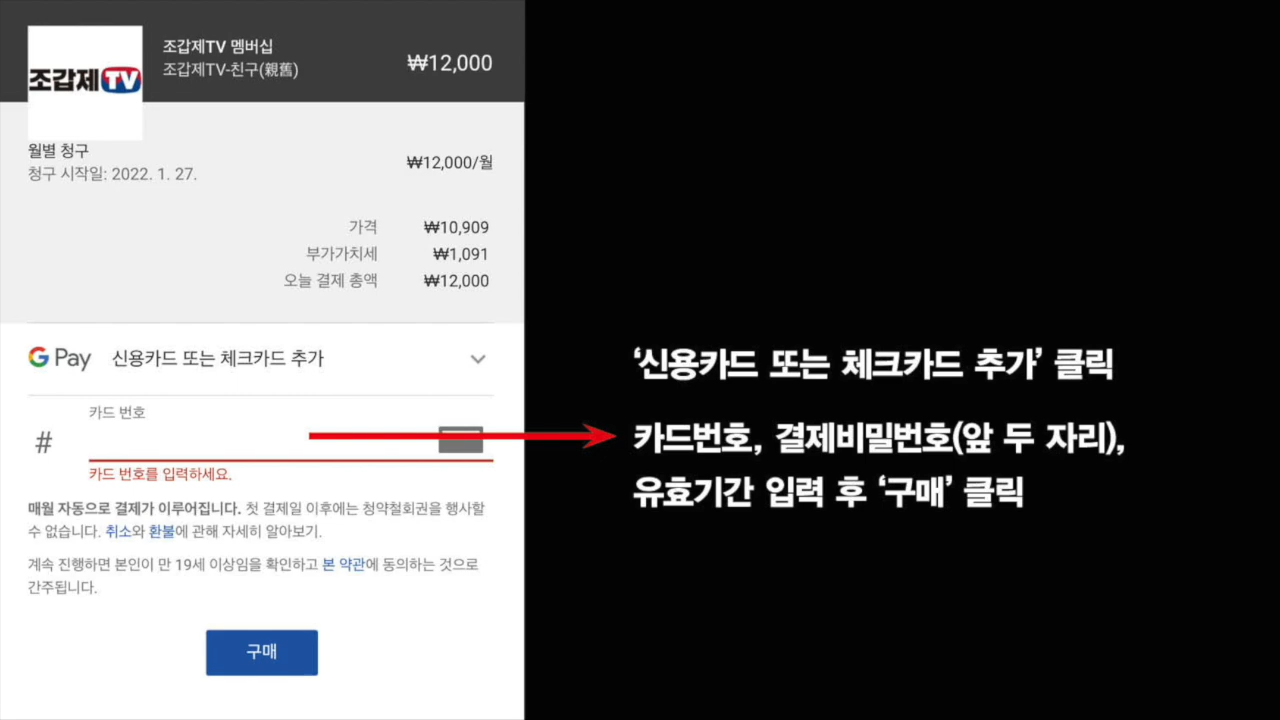 조갑제TV
조갑제TV 멤버십
조갑제TV-친구(親舊)
₩12,000
월별 청구
청구 시작일: 2022. 1. 27.
₩12,000/월
가격 ₩10,909
부가가치세 ₩1,091
오늘 결제 총액 ₩12,000
G Pay 신용카드 또는 체크카드 추가
카드 번호
#
카드 번호를 입력하세요.
매월 자동으로 결제가 이루어집니다. 첫 결제일 이후에는 청약철회권을 행사할
수 없습니다. 취소와 환불에 관해 자세히 알아보기.
계속 진행하면 본인이 만 19세 이상임을 확인하고 본 약관에 동의하는 것으로
간주됩니다.
구매
‘신용카드 또는 체크카드 추가’ 클릭
카드번호, 결제비밀번호(앞 두 자리),
유효기간 입력 후 ‘구매’ 클릭